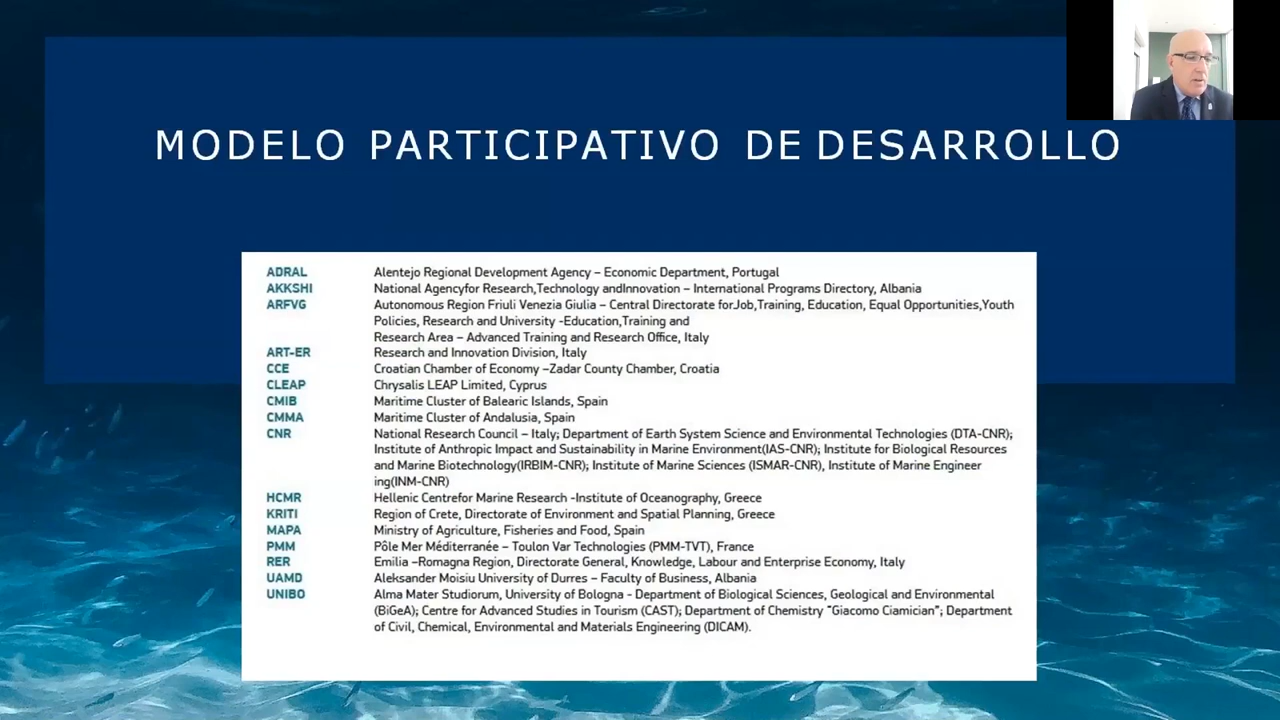 MODELO PARTICIPATIVO DE DESARROLLO
ADRAL Alentejo Regional Development Agency – Economic Department, Portugal
AKKSHI National Agencyfor Research,Technology andInnovation – International Programs Directory, Albania
ARFVG Autonomous Region Friuli Venezia Giulia – Central Directorate forJob,Training, Education, Equal Opportunities,Youth
Policies, Research and University -Education,Training and
Research Area – Advanced Training and Research Office, Italy
ART-ER Research and Innovation Division, Italy
CCE Croatian Chamber of Economy –Zadar County Chamber, Croatia
CLEAP Chrysalis LEAP Limited, Cyprus
CMIB Maritime Cluster of Balearic Islands, Spain
CMMA Maritime Cluster of Andalusia, Spain
CNR National Research Council – Italy; Department of Earth System Science and Environmental Technologies (DTA-CNR);
Institute of Anthropic Impact and Sustainability in Marine Environment(IAS-CNR); Institute for Biological Resources
and Marine Biotechnology(IRBIM-CNR); Institute of Marine Sciences (ISMAR-CNR), Institute of Marine Engineer
ing(INM-CNR)
HCMR Hellenic Centrefor Marine Research -Institute of Oceanography, Greece
KRITI Region of Crete, Directorate of Environment and Spatial Planning, Greece
MAPA Ministry of Agriculture, Fisheries and Food, Spain
PMM Pôle Mer Méditerranée – Toulon Var Technologies (PMM-TVT), France
RER Emilia –Romagna Region, Directorate General, Knowledge, Labour and Enterprise Economy, Italy
UAMD Aleksander Moisiu University of Durres – Faculty of Business, Albania
UNIBO Alma Mater Studiorum, University of Bologna - Department of Biological Sciences, Geological and Environmental
(BiGeA); Centre for Advanced Studies in Tourism (CAST); Department of Chemistry "Giacomo Ciamician"; Department
of Civil, Chemical, Environmental and Materials Engineering (DICAM).